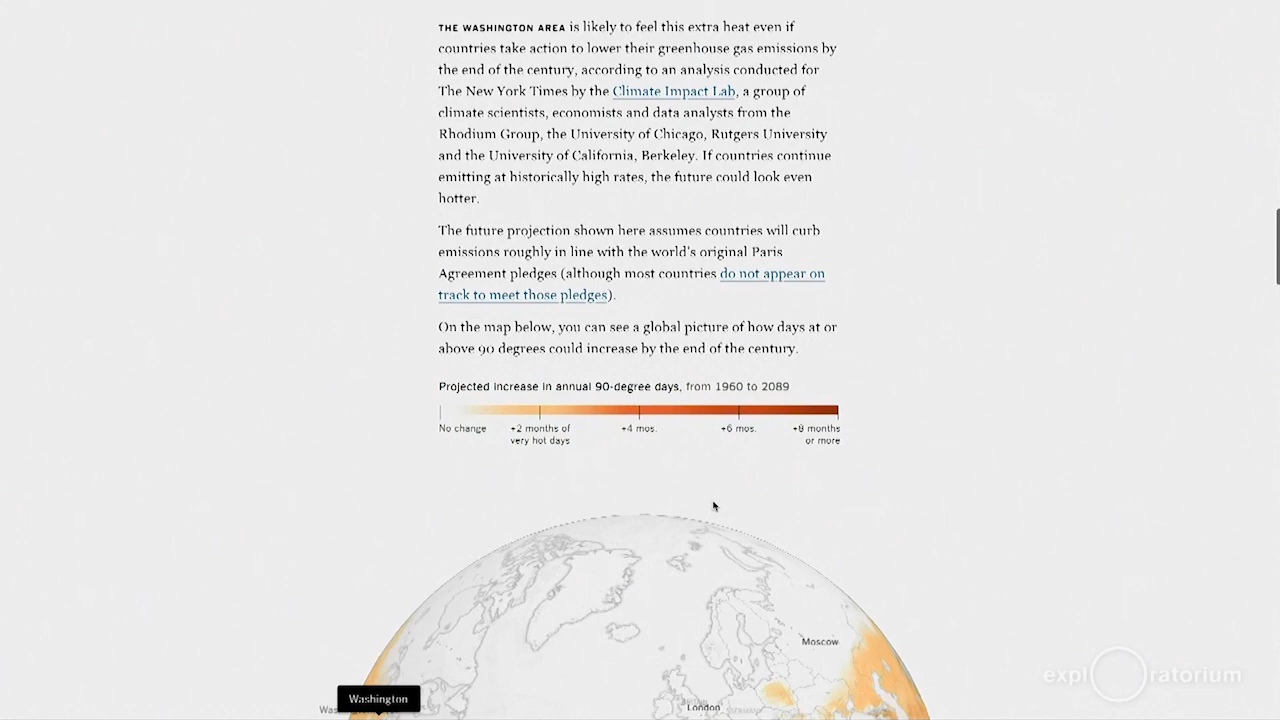 THE WASHINGTON AREA is likely to feel this extra heat even if
countries take action to lower their greenhouse gas emissions by
the end of the century, according to an analysis conducted for
The New York Times by the Climate Impact Lab, a group of
climate scientists, economists and data analysts from the
Rhodium Group, the University of Chicago, Rutgers University
and the University of California, Berkeley. If countries continue
emitting at historically high rates, the future could look even
hotter.
The future projection shown here assumes countries will curb
emissions roughly in line with the world's original Paris
Agreement pledges (although most countries do not appear on
track to meet those pledges).
On the map below, you can see a global picture of how days at or
above 90 degrees could increase by the end of the century.
Projected increase in annual 90-degree days, from 1960 to 2089
No change +2 months of +4 mos. +6 mos. +8 months
very hot days or more
Moscow
expl ratorium
Washington
London